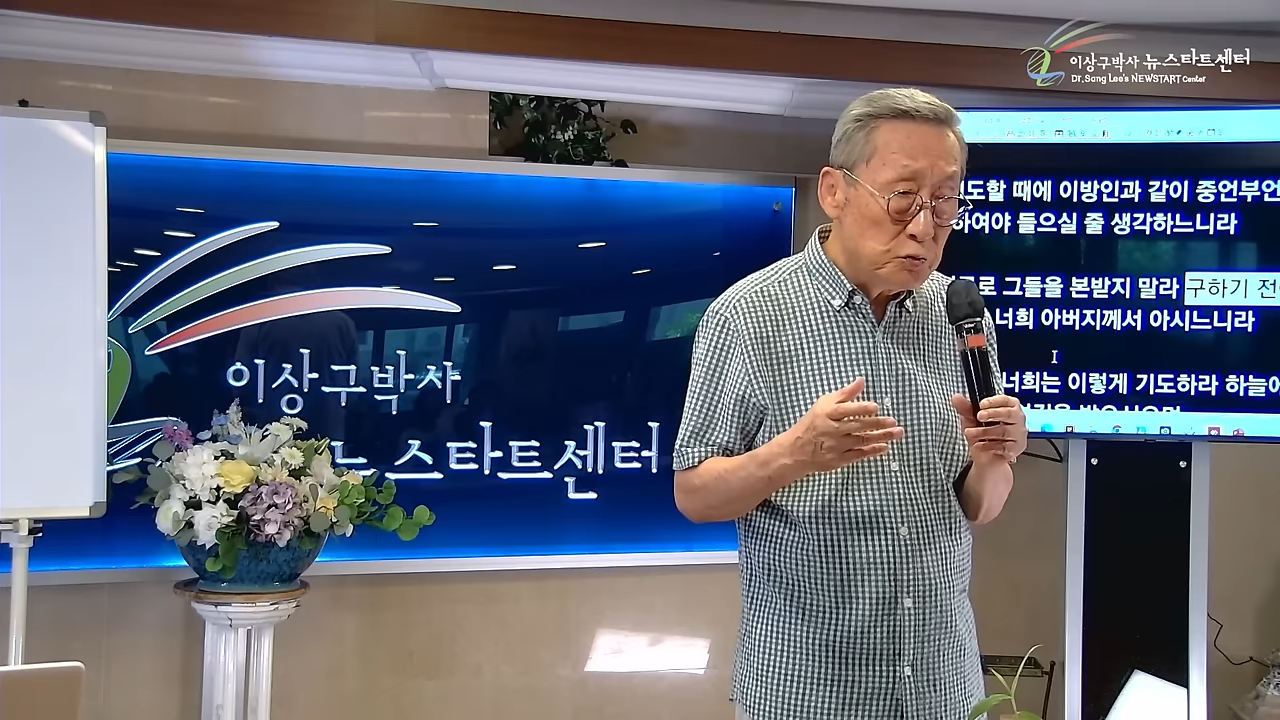 이상구박사 뉴스타트센터
Dr. Sang Lee's NEWSTART Center
도할 때에 이방인과 같이 중언부언
하여야 들으실 줄 생각하느니라
그들을 본받지 말라 구하기 전
너희 아버지께서 아시느니라
너희는 이렇게 기도하라 하늘에
이상구박사
뉴스타트센터